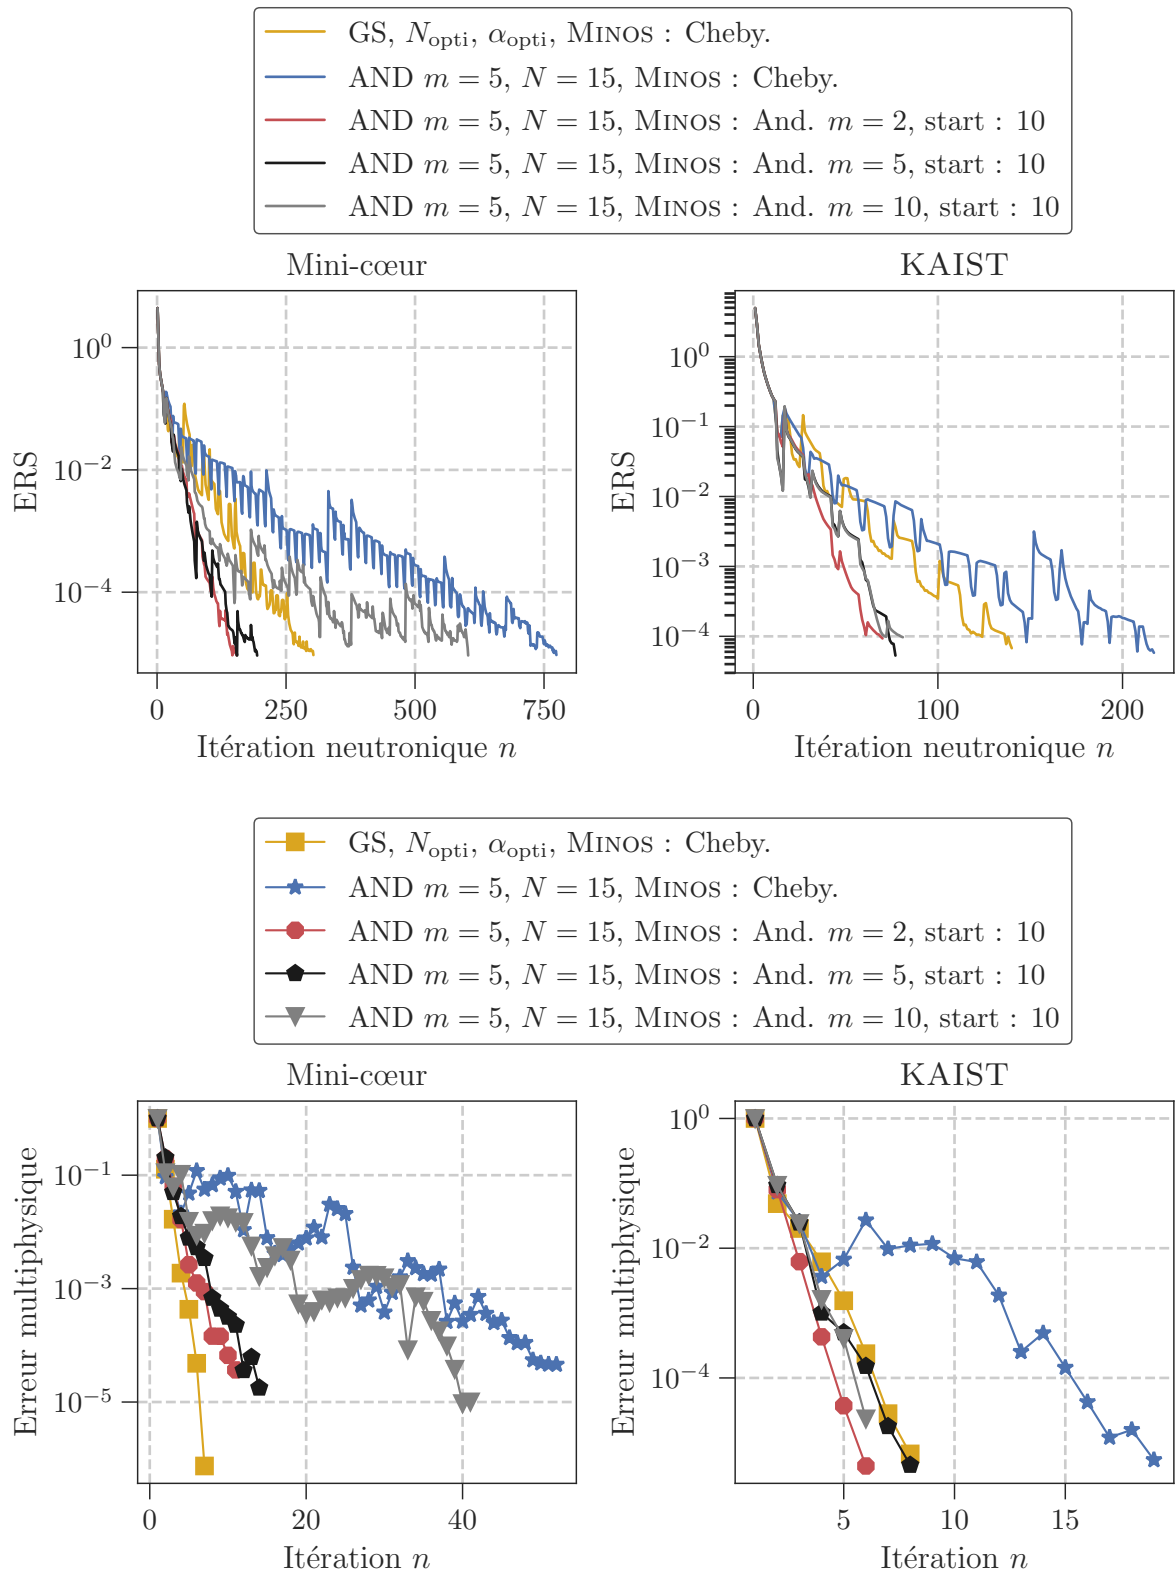 GS, N_opti, α_opti, MINOS : Cheby.
AND m = 5, N = 15, MINOS : Cheby.
AND m = 5, N = 15, MINOS : And. m = 2, start : 10
AND m = 5, N = 15, MINOS : And. m = 5, start : 10
AND m = 5, N = 15, MINOS : And. m = 10, start : 10
Mini-cœur
ERS
10^0
10^-2
10^-4
0 250 500 750
Itération neutronique n
KAIST
ERS
10^0
10^-1
10^-2
10^-3
10^-4
0 100 200
Itération neutronique n
GS, N_opti, α_opti, MINOS : Cheby.
AND m = 5, N = 15, MINOS : Cheby.
AND m = 5, N = 15, MINOS : And. m = 2, start : 10
AND m = 5, N = 15, MINOS : And. m = 5, start : 10
AND m = 5, N = 15, MINOS : And. m = 10, start : 10
Mini-cœur
Erreur multiphysique
10^-1
10^-3
10^-5
0 20 40
Itération n
KAIST
Erreur multiphysique
10^0
10^-2
10^-4
5 10 15
Itération n